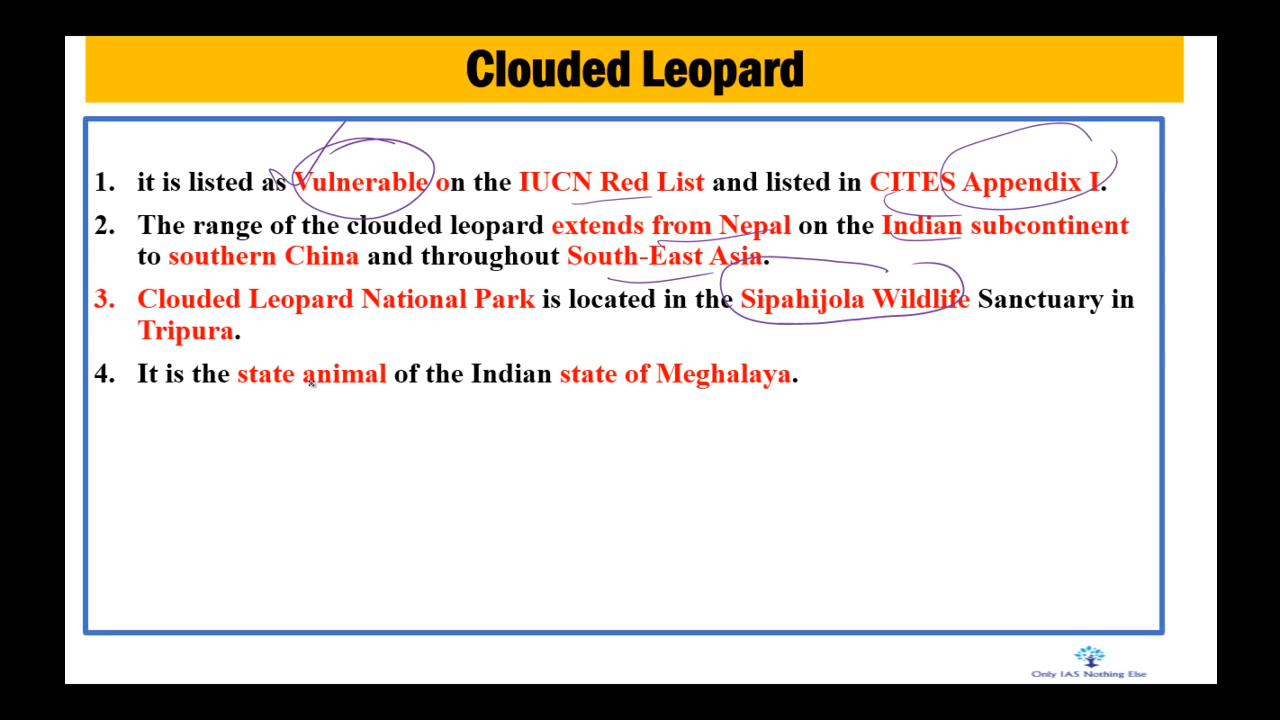 Clouded Leopard
1. it is listed as Vulnerable on the IUCN Red List and listed in CITES Appendix I.
2. The range of the clouded leopard extends from Nepal on the Indian subcontinent
to southern China and throughout South-East Asia.
3. Clouded Leopard National Park is located in the Sipahijola Wildlife Sanctuary in
Tripura.
4. It is the state animal of the Indian state of Meghalaya.
Only IAS Nothing Else